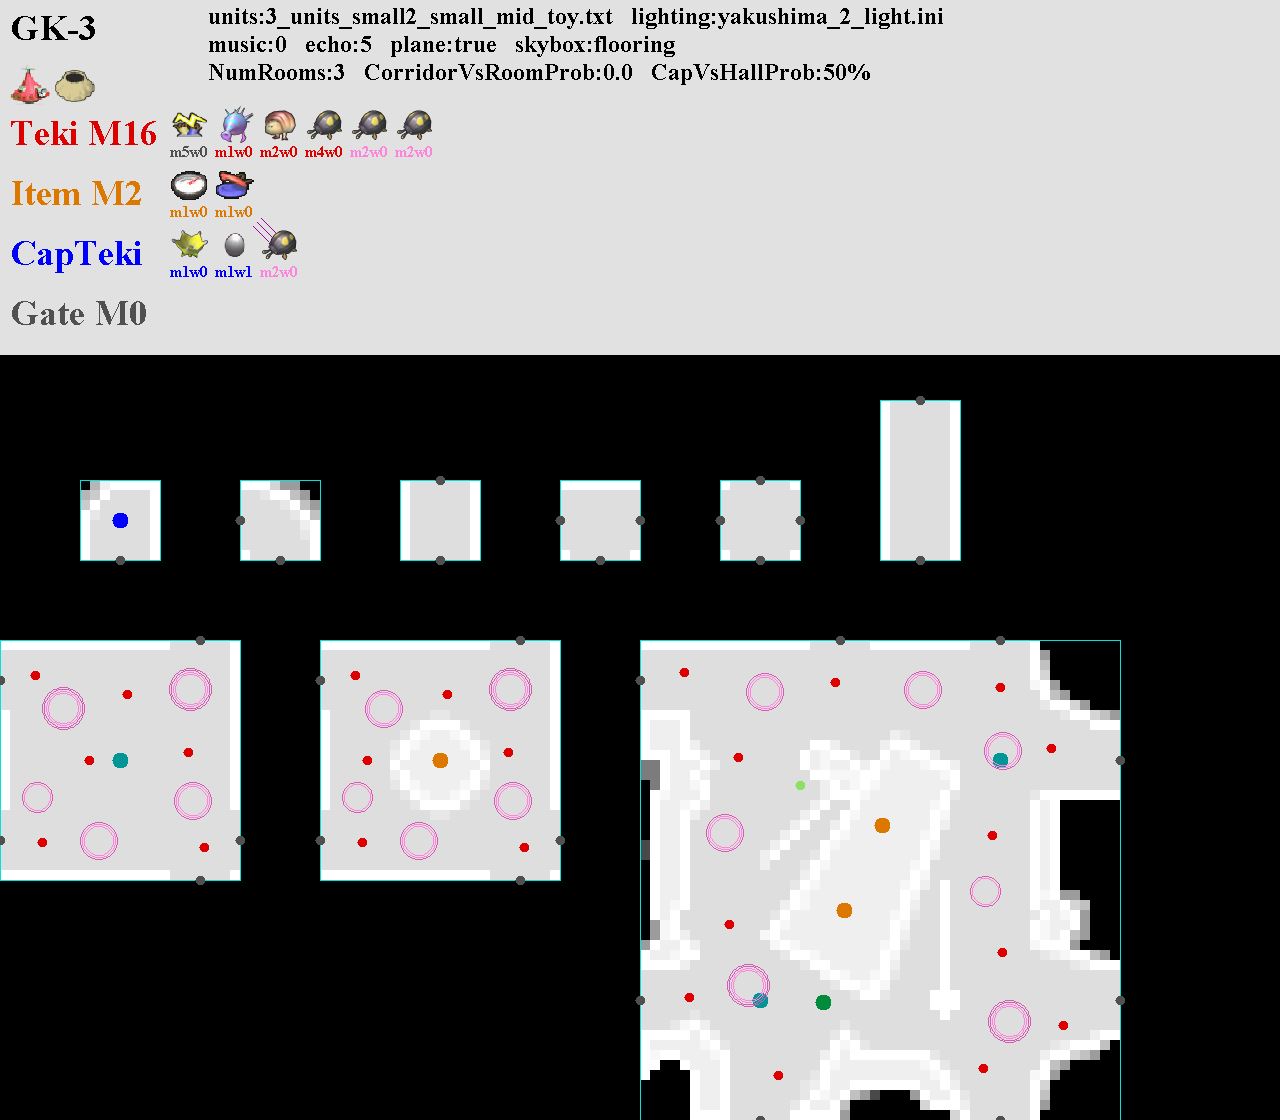 GK-3
units:3_units_small2_small_mid_toy.txt lighting:yakushima_2_light.ini
music:0 echo:5 plane:true skybox:flooring
NumRooms:3 CorridorVsRoomProb:0.0 CapVsHallProb:50%
Teki M16
m5w0 m1w0 m2w0 m4w0 m2w0 m2w0
Item M2
m1w0 m1w0
CapTeki
m1w0 m1w1 m2w0
Gate M0